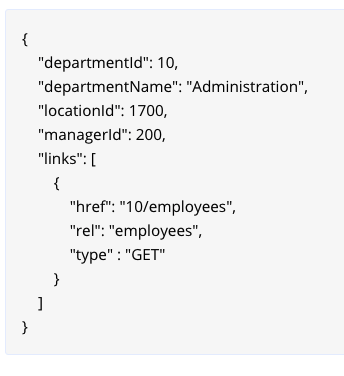 {
"departmentId": 10,
"departmentName": "Administration",
"locationId": 1700,
"managerId": 200,
"links": [
{
"href": "10/employees",
"rel": "employees",
"type" : "GET"
}
]
}